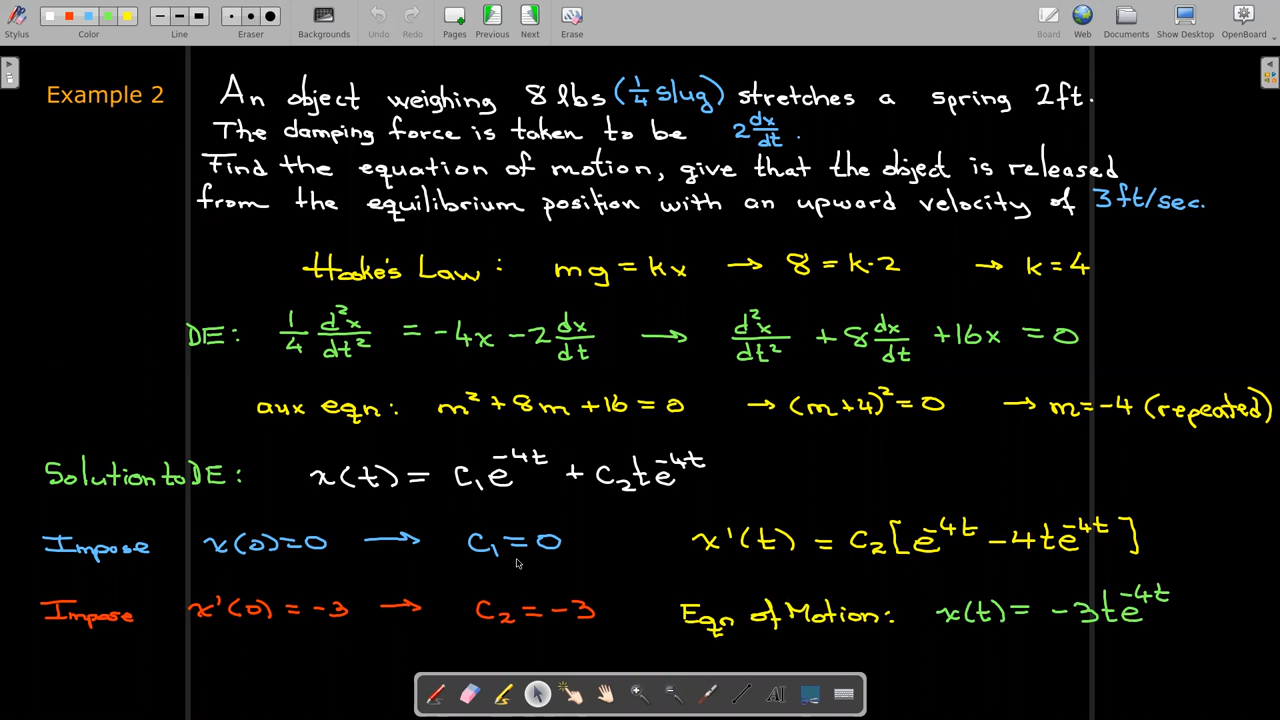 Stylus Color Line Eraser Backgrounds Undo Redo Pages Previous Next Erase Board Web Documents Show Desktop OpenBoard
Example 2
An object weighing 8 lbs (1/4 slug) stretches a spring 2ft.
The damping force is taken to be 2 dx/dt .
Find the equation of motion, give that the object is released
from the equilibrium position with an upward velocity of 3ft/sec.
Hooke's Law : mg = kx → 8 = k·2 → k = 4
DE: 1/4 d²x/dt² = -4x - 2 dx/dt → d²x/dt² + 8 dx/dt + 16x = 0
aux eqn: m² + 8m + 16 = 0 → (m+4)² = 0 → m = -4 (repeated)
Solution to DE: x(t) = c₁e^(-4t) + c₂te^(-4t)
Impose x(0) = 0 → c₁ = 0 x'(t) = c₂[e^(-4t) - 4te^(-4t)]
Impose x'(0) = -3 → c₂ = -3 Eqn of Motion: x(t) = -3te^(-4t)
AI